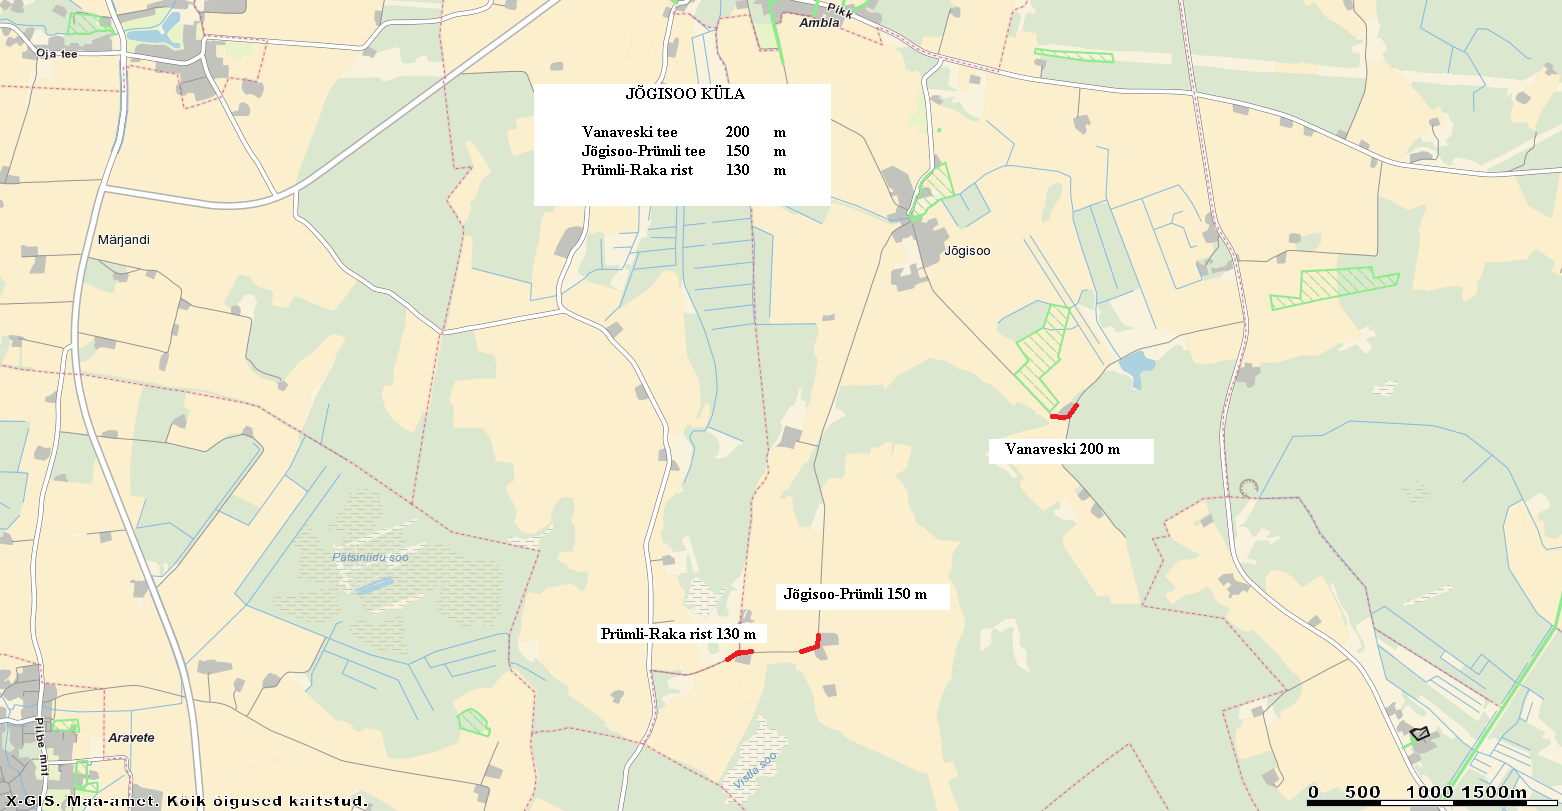 Pikk
Ambla
Oja tee
JÕGISOO KÜLA
Vanaveski tee 200 m
Jõgisoo-Prümli tee 150 m
Prümli-Raka rist 130 m
Märjandi
Jõgisoo
Vanaveski 200 m
Pätsiniidu soo
Jõgisoo-Prümli 150 m
Prümli-Raka rist 130 m
Piibe mnt
Aravete
Vistla soo
X-GIS. Maa-amet. Kõik õigused kaitstud.
0 500 1000 1500m